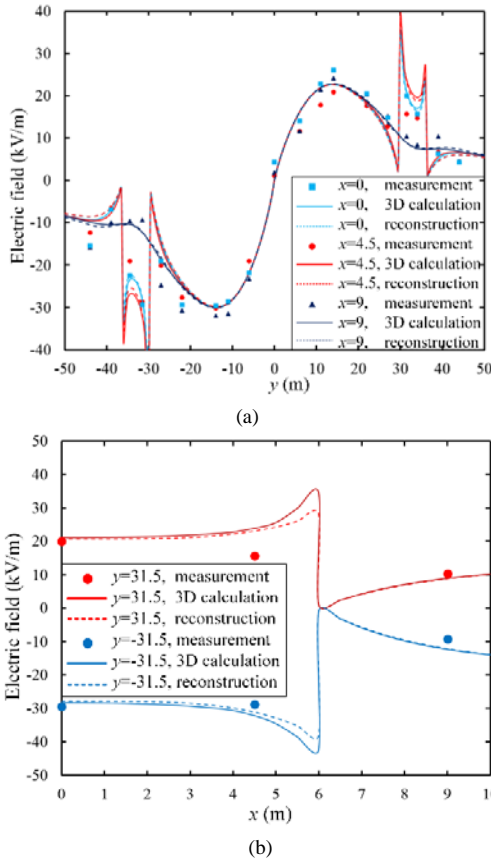 40
30
20
10
0
-10
-20
-30
-40
Electric field (kV/m)
x=0, measurement
x=0, 3D calculation
x=0, reconstruction
x=4.5, measurement
x=4.5, 3D calculation
x=4.5, reconstruction
x=9, measurement
x=9, 3D calculation
x=9, reconstruction
-50 -40 -30 -20 -10 0 10 20 30 40 50
y (m)
(a)
50
40
30
20
10
0
-10
-20
-30
-40
-50
Electric field (kV/m)
y=31.5, measurement
y=31.5, 3D calculation
y=31.5, reconstruction
y=-31.5, measurement
y=-31.5, 3D calculation
y=-31.5, reconstruction
0 1 2 3 4 5 6 7 8 9 10
x (m)
(b)